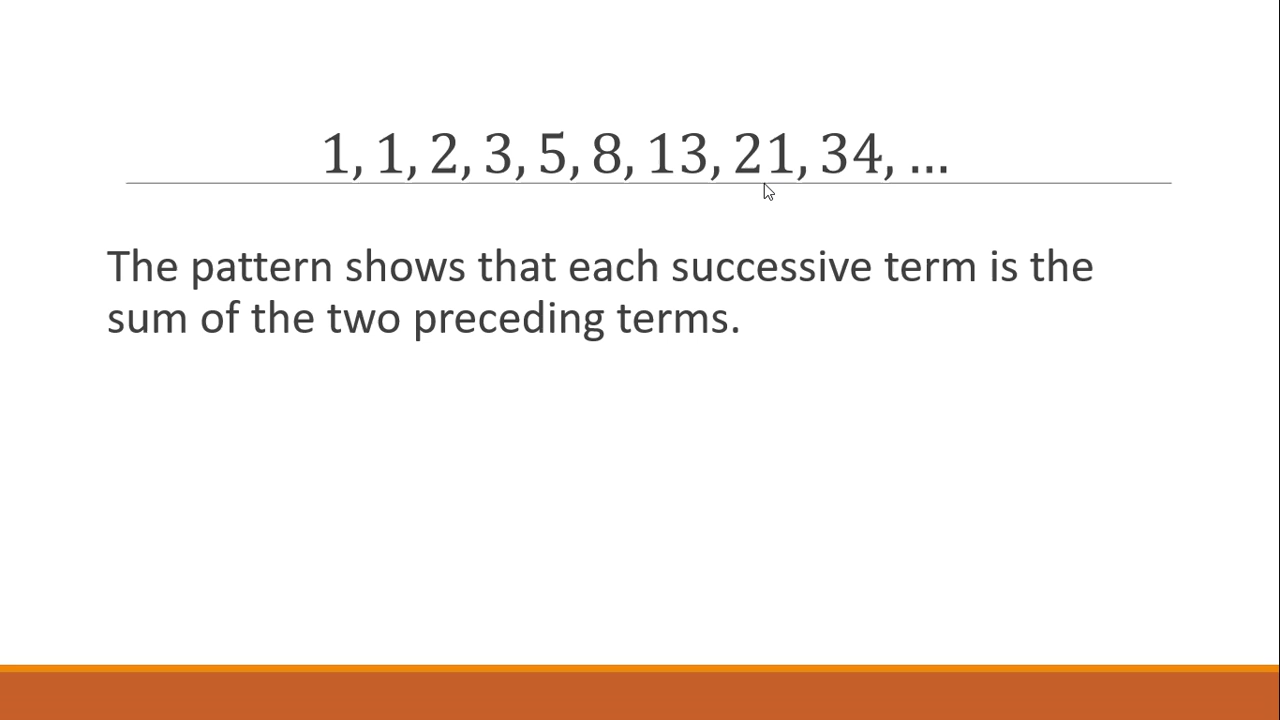 1, 1, 2, 3, 5, 8, 13, 21, 34, ...
The pattern shows that each successive term is the
sum of the two preceding terms.